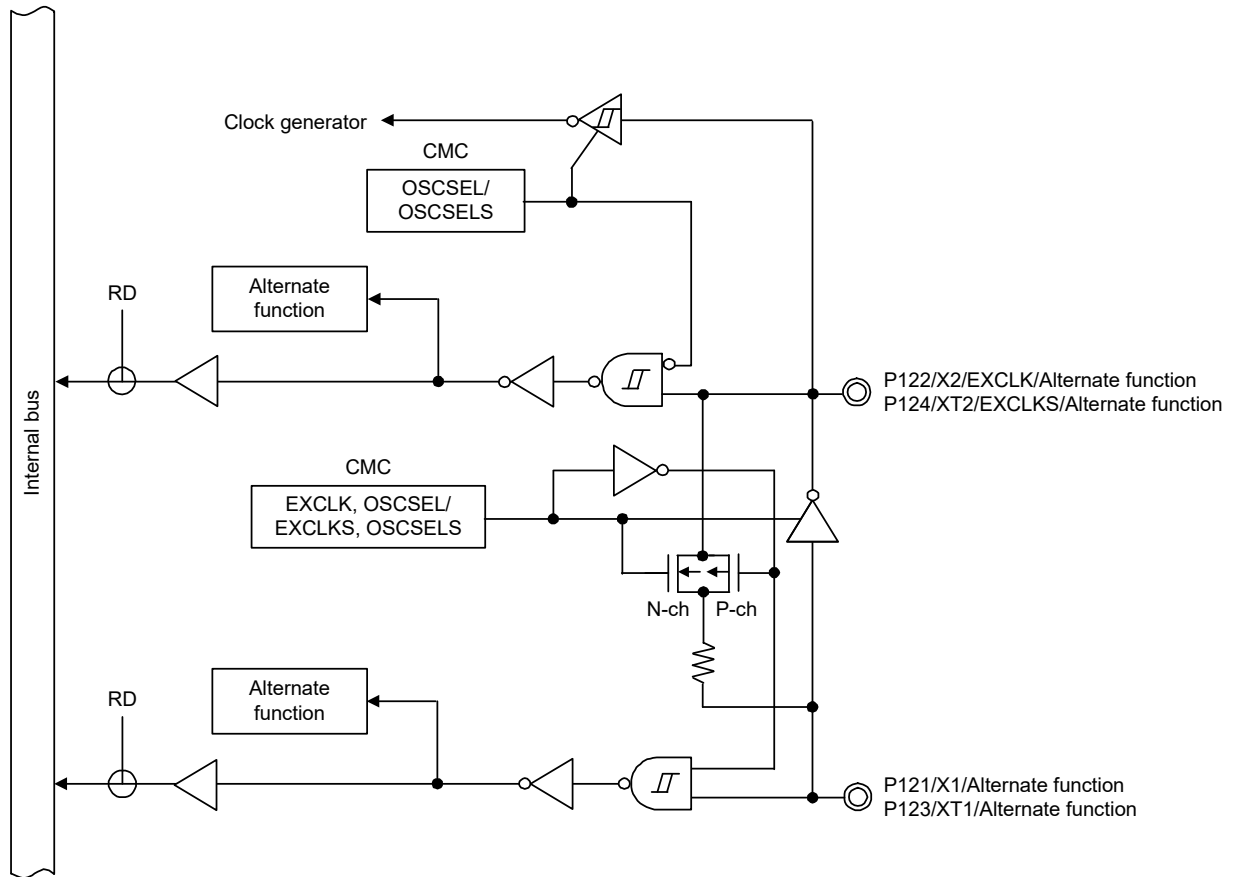 Clock generator
CMC
OSCSEL/
OSCSELS
RD
Alternate
function
P122/X2/EXCLK/Alternate function
P124/XT2/EXCLKS/Alternate function
Internal bus
CMC
EXCLK, OSCSEL/
EXCLKS, OSCSELS
N-ch
P-ch
RD
Alternate
function
P121/X1/Alternate function
P123/XT1/Alternate function